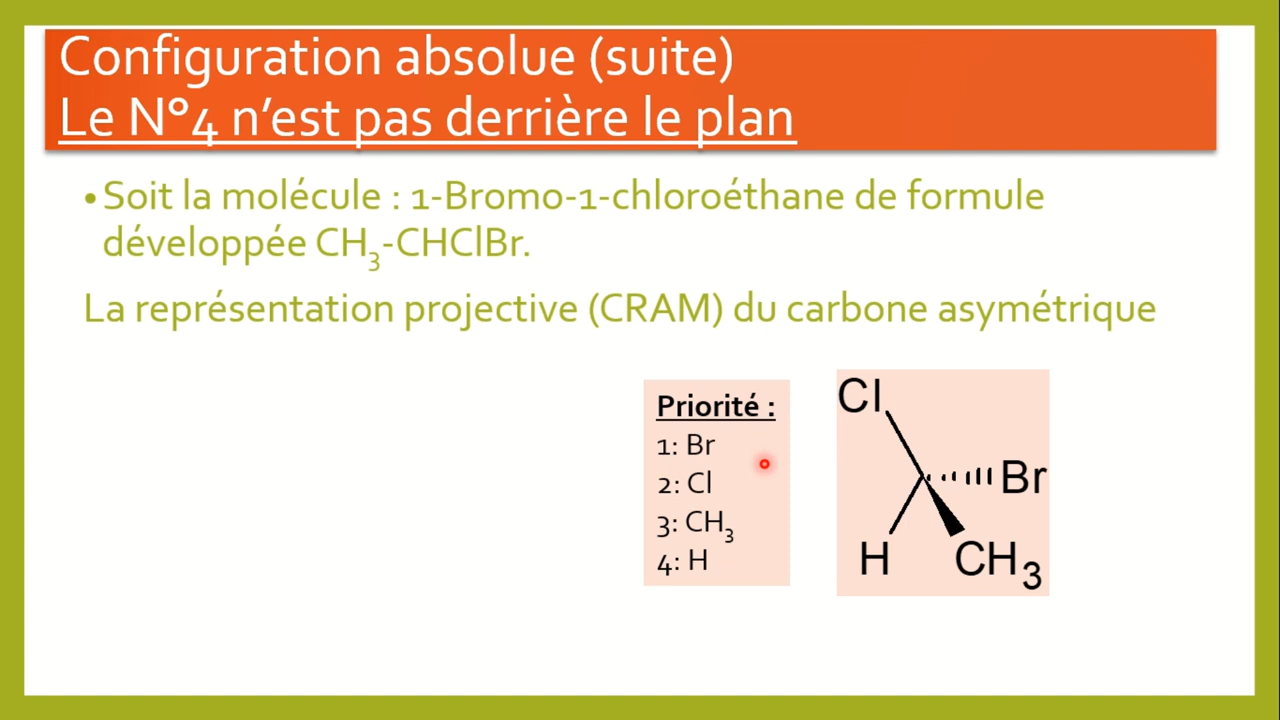 Configuration absolue (suite)
Le N°4 n’est pas derrière le plan
• Soit la molécule : 1-Bromo-1-chloroéthane de formule
développée CH₃-CHClBr.
La représentation projective (CRAM) du carbone asymétrique
Priorité :
1: Br
2: Cl
3: CH₃
4: H
Cl
Br
H
CH₃